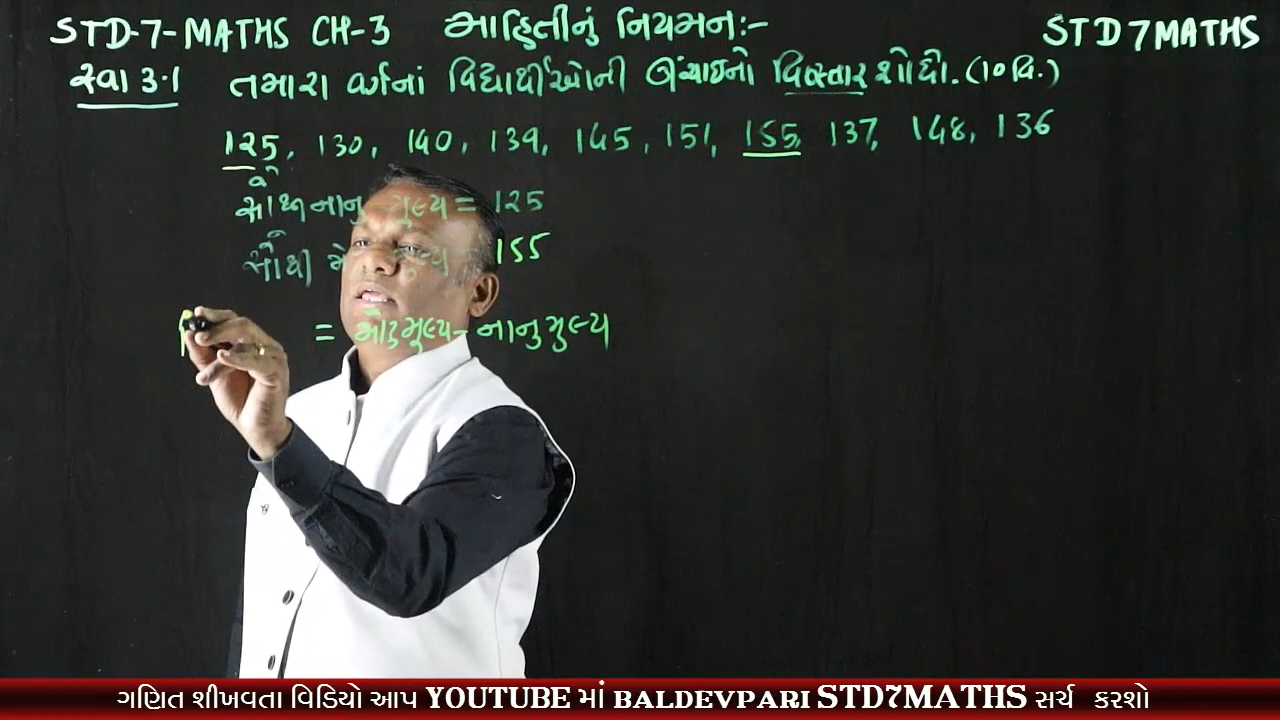 STD-7-MATHS CH-3 માહિતીનું નિયમન:- STD7MATHS
સ્વા 3.1 તમારા વર્ગનાં વિદ્યાર્થીઓની ઊંચાઇનો વિસ્તાર શોધો. (10 વિ.)
125, 130, 140, 139, 145, 151, 155, 137, 148, 136
નાનુ મુલ્ય = 125
સૌથી 155
= મોટુમુલ્ય - નાનુમુલ્ય
ગણિત શીખવતા વિડિયો આપ YOUTUBE માં BALDEVPARI STD7MATHS સર્ચ કરશો